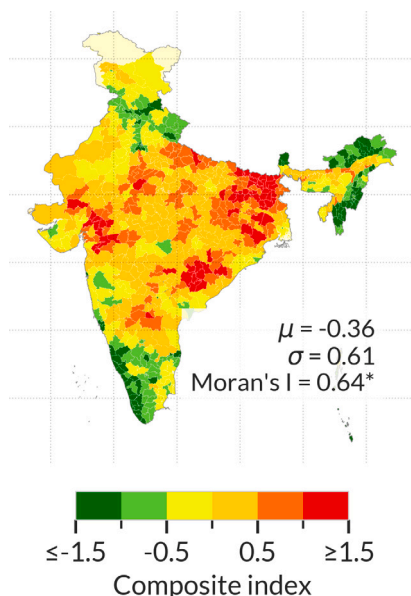 μ = -0.36
σ = 0.61
Moran's I = 0.64*
≤-1.5 -0.5 0.5 ≥1.5
Composite index